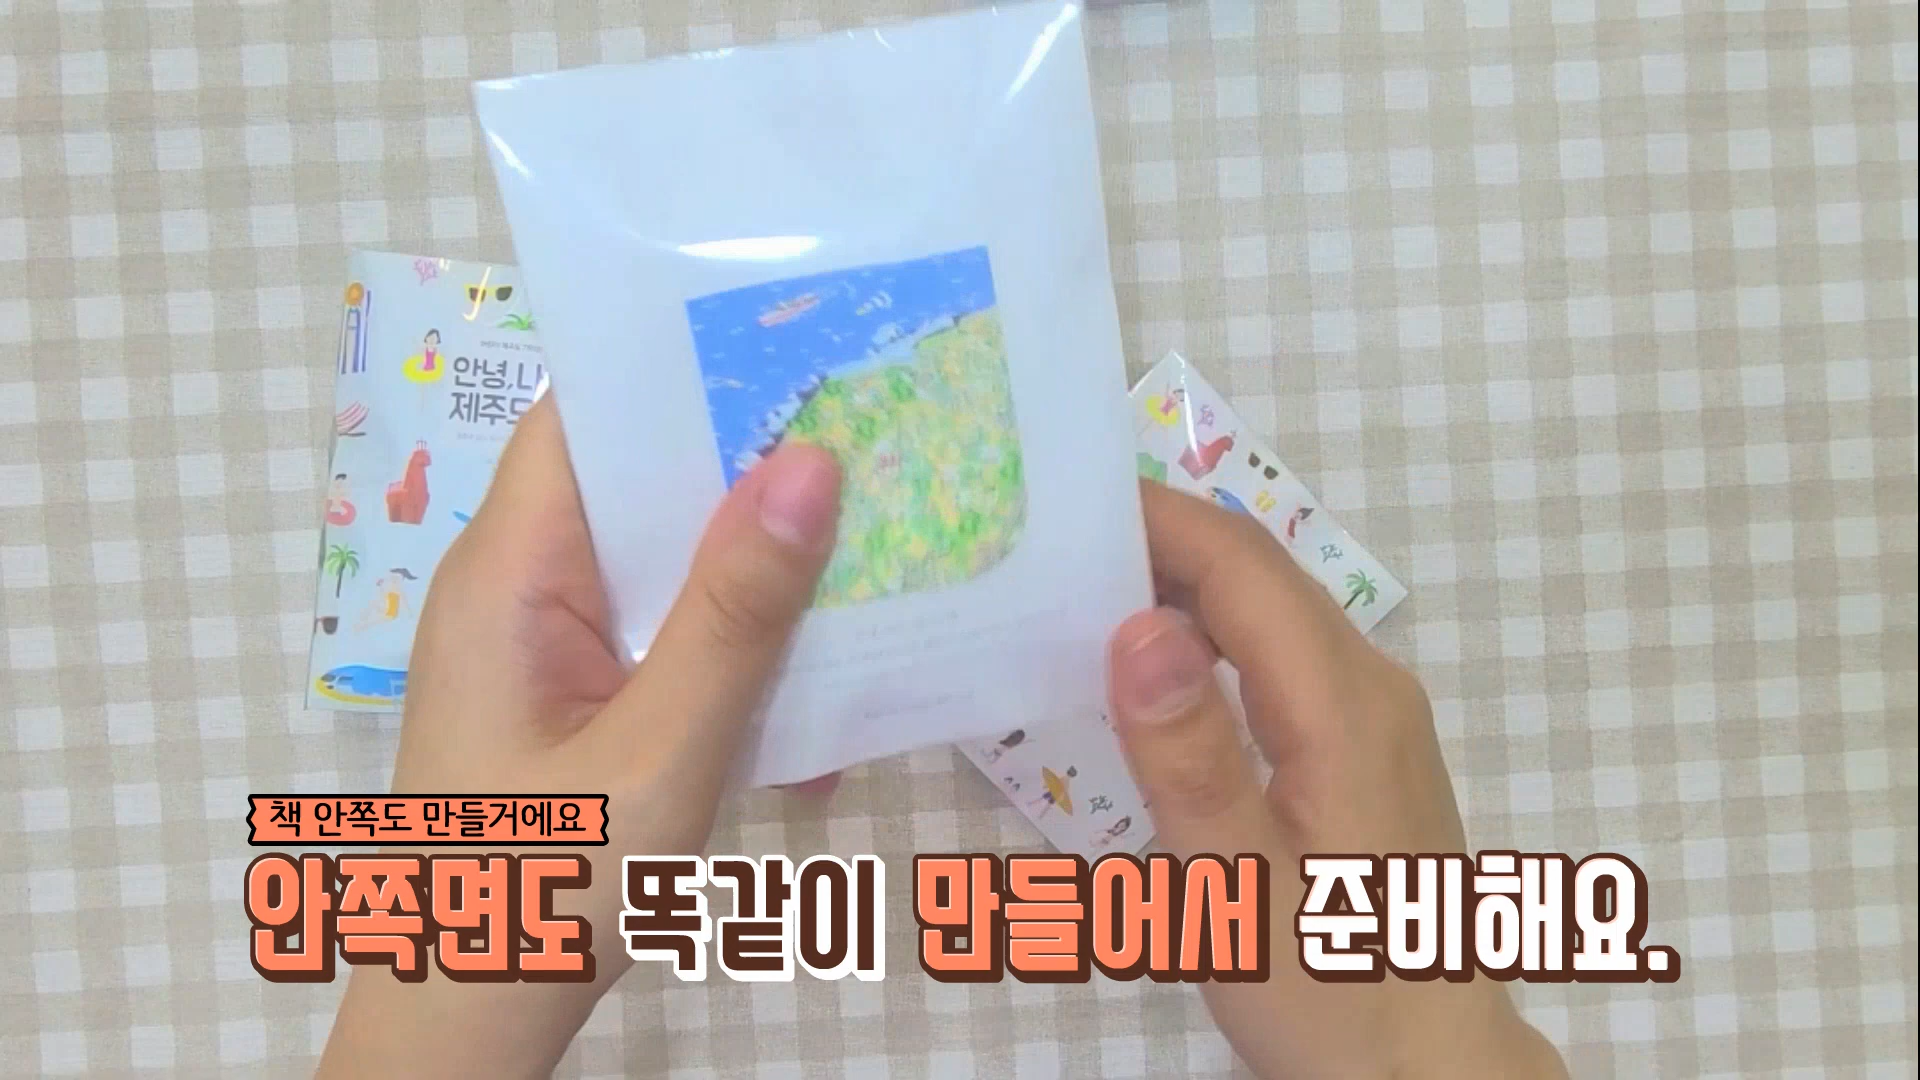 안녕,나
제주도
책 안쪽도 만들거에요
안쪽면도 똑같이 만들어서 준비해요.